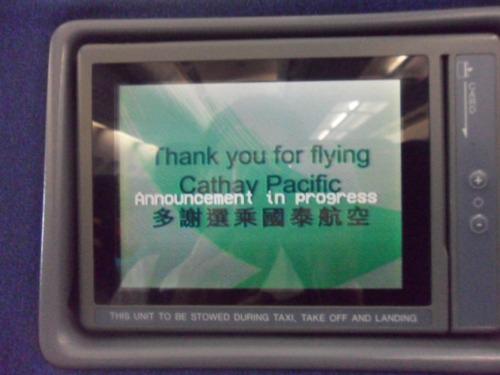 Thank you for flying
Cathay Pacific
Announcement in progress
多謝選乘國泰航空
THIS UNIT TO BE STOWED DURING TAXI, TAKE OFF AND LANDING